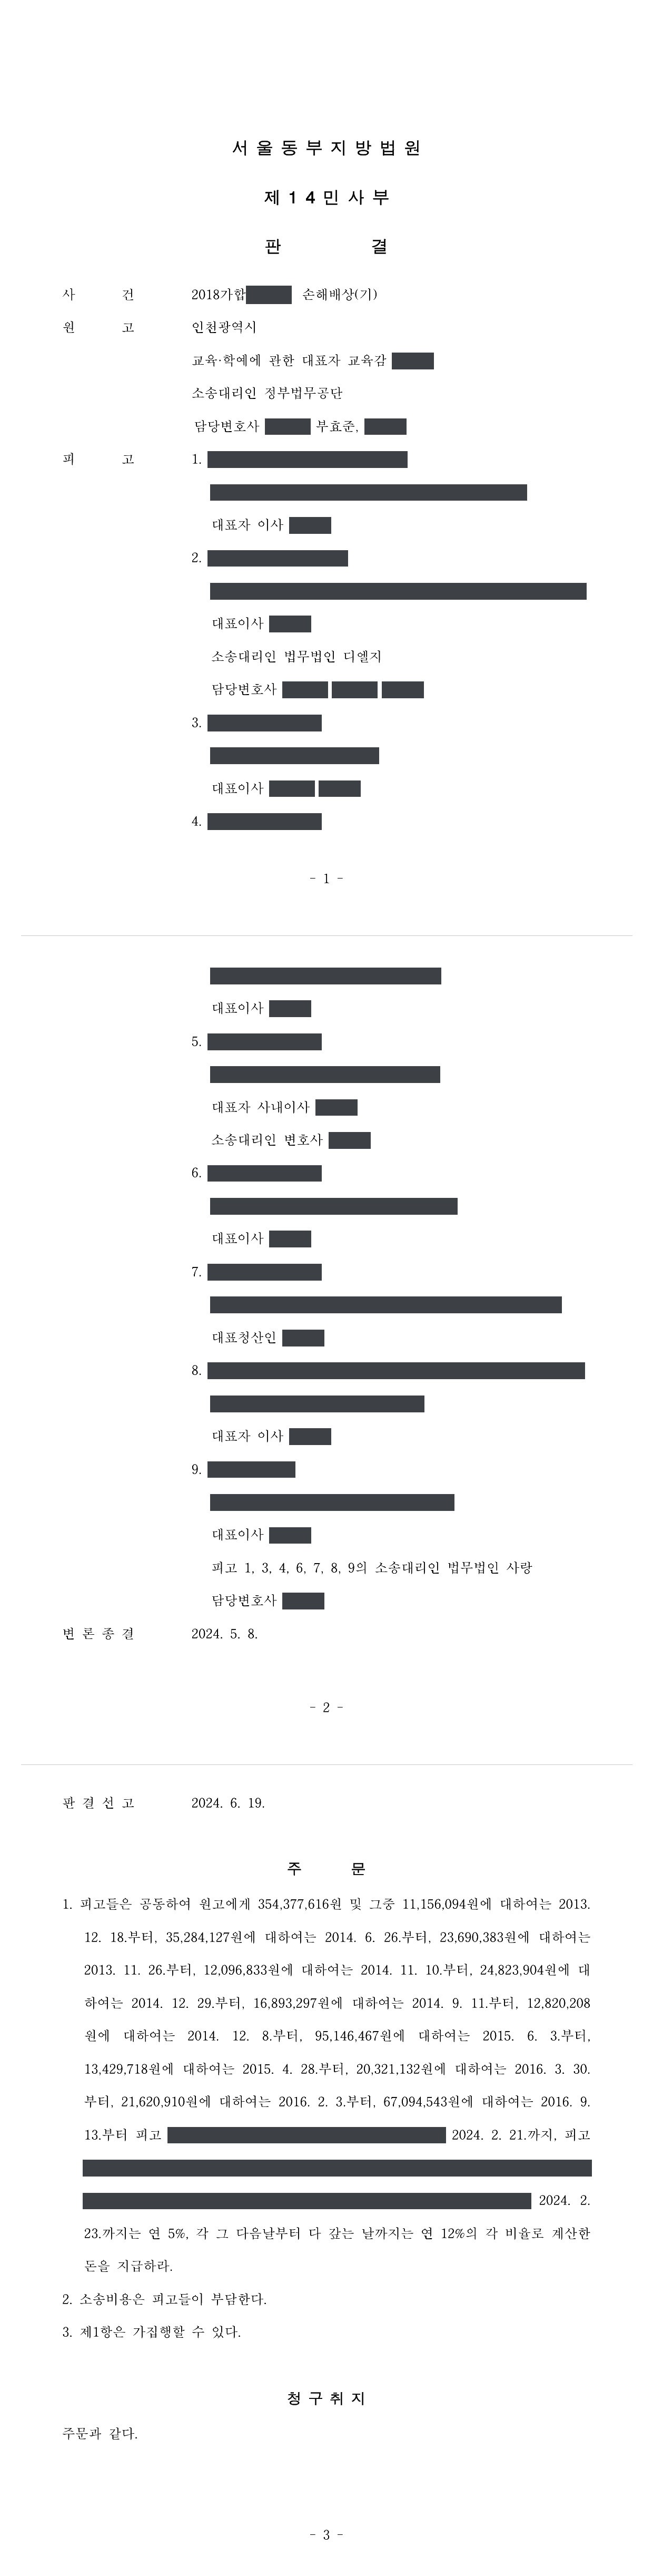 서울동부지방법원
제14민사부
판 결
사 건 2018가합 손해배상(기)
원 고 인천광역시
교육·학예에 관한 대표자 교육감
소송대리인 정부법무공단
담당변호사 부효준,
피 고 1.
대표자 이사
2.
대표이사
소송대리인 법무법인 디엘지
담당변호사
3.
대표이사
4.
- 1 -
대표이사
5.
대표자 사내이사
소송대리인 변호사
6.
대표이사
7.
대표청산인
8.
대표자 이사
9.
대표이사
피고 1, 3, 4, 6, 7, 8, 9의 소송대리인 법무법인 사랑
담당변호사
변 론 종 결 2024. 5. 8.
- 2 -
판 결 선 고 2024. 6. 19.
주 문
1. 피고들은 공동하여 원고에게 354,377,616원 및 그중 11,156,094원에 대하여는 2013.
12. 18.부터, 35,284,127원에 대하여는 2014. 6. 26.부터, 23,690,383원에 대하여는
2013. 11. 26.부터, 12,096,833원에 대하여는 2014. 11. 10.부터, 24,823,904원에 대
하여는 2014. 12. 29.부터, 16,893,297원에 대하여는 2014. 9. 11.부터, 12,820,208
원에 대하여는 2014. 12. 8.부터, 95,146,467원에 대하여는 2015. 6. 3.부터,
13,429,718원에 대하여는 2015. 4. 28.부터, 20,321,132원에 대하여는 2016. 3. 30.
부터, 21,620,910원에 대하여는 2016. 2. 3.부터, 67,094,543원에 대하여는 2016. 9.
13.부터 피고 2024. 2. 21.까지, 피고
2024. 2.
23.까지는 연 5%, 각 그 다음날부터 다 갚는 날까지는 연 12%의 각 비율로 계산한
돈을 지급하라.
2. 소송비용은 피고들이 부담한다.
3. 제1항은 가집행할 수 있다.
청 구 취 지
주문과 같다.
- 3 -